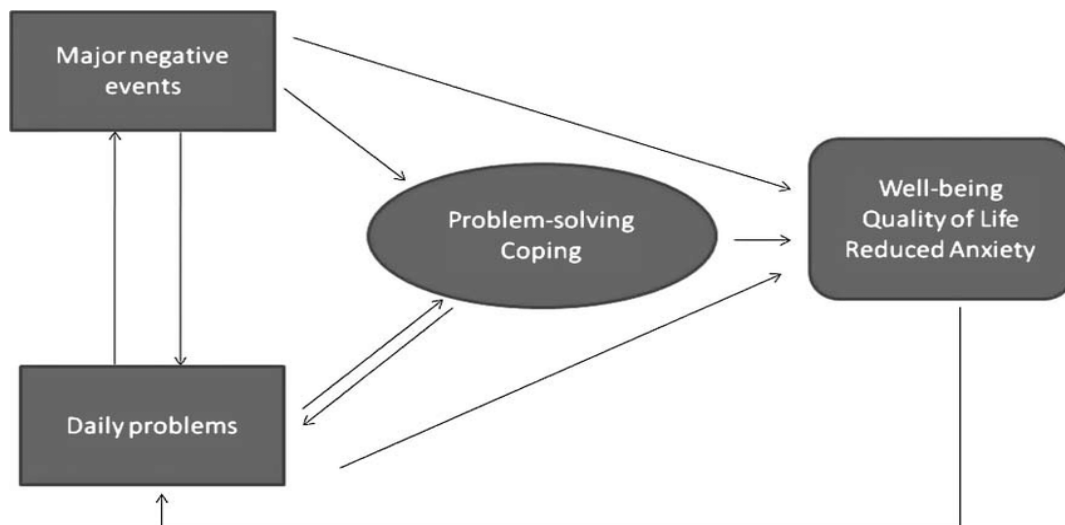 Major negative
events
Problem-solving
Coping
Well-being
Quality of Life
Reduced Anxiety
Daily problems